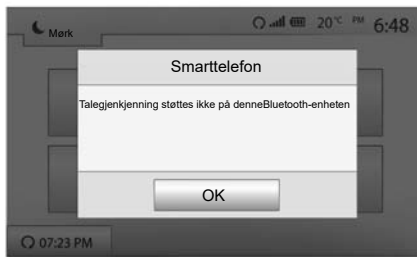 Mørk
20°C PM 6:48
Smarttelefon
Talegjenkjenning støttes ikke på denneBluetooth-enheten
OK
07:23 PM